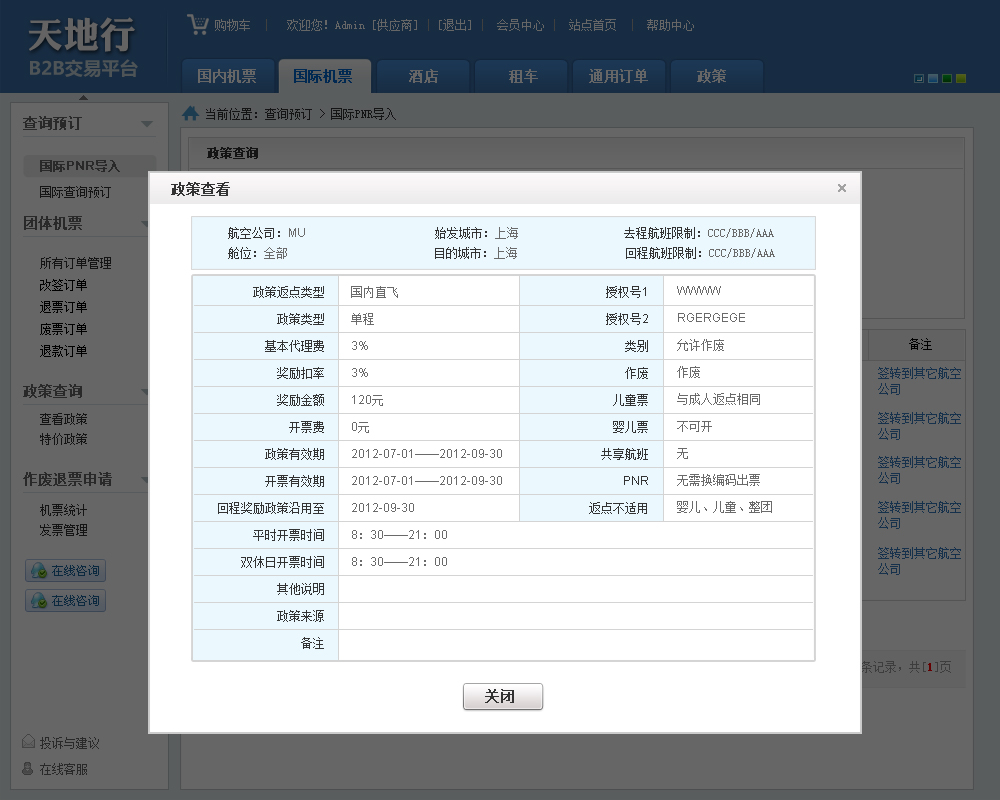 天地行
B2B交易平台
购物车
欢迎您！Admin [供应商]
[退出]
会员中心
站点首页
帮助中心
国内机票
国际机票
酒店
租车
通用订单
政策
查询预订
国际PNR导入
国际查询预订
团体机票
所有订单管理
改签订单
退票订单
废票订单
退款订单
政策查询
查看政策
特价政策
作废退票申请
机票统计
发票管理
在线咨询
在线咨询
投诉与建议
在线客服
当前位置：查询预订 > 国际PNR导入
政策查询
政策查看 ×
航空公司：MU 始发城市：上海 去程航班限制：CCC/BBB/AAA
舱位：全部 目的城市：上海 回程航班限制：CCC/BBB/AAA
政策返点类型 国内直飞 授权号1
政策类型 单程 授权号2 RGERGEGE
基本代理费 3% 类别 允许作废
奖励扣率 3% 作废 作废
奖励金额 120元 儿童票 与成人返点相同
开票费 0元 婴儿票 不可开
政策有效期 2012-07-01——2012-09-30 共享航班 无
开票有效期 2012-07-01——2012-09-30 PNR 无需换编码出票
回程奖励政策沿用至 2012-09-30 返点不适用 婴儿、儿童、整团
平时开票时间 8：30——21：00
双休日开票时间 8：30——21：00
其他说明
政策来源
备注
关闭
备注
签转到其它航空
公司
签转到其它航空
公司
签转到其它航空
公司
签转到其它航空
公司
签转到其它航空
公司
条记录，共[1]页